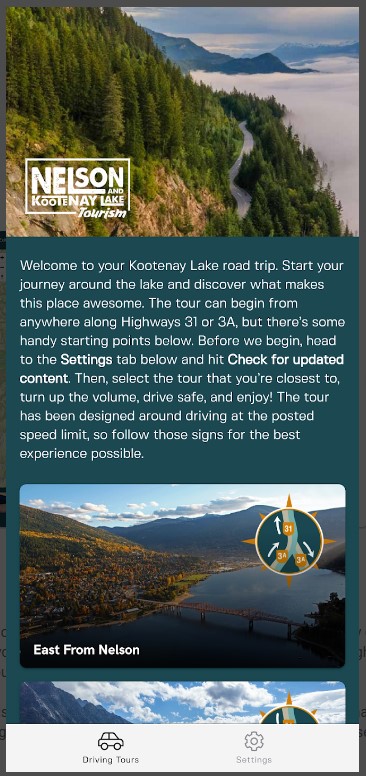 NELSON
AND
KOOTENAY LAKE
Tourism
Welcome to your Kootenay Lake road trip. Start your
journey around the lake and discover what makes
this place awesome. The tour can begin from
anywhere along Highways 31 or 3A, but there's some
handy starting points below. Before we begin, head
to the Settings tab below and hit Check for updated
content. Then, select the tour that you're closest to,
turn up the volume, drive safe, and enjoy! The tour
has been designed around driving at the posted
speed limit, so follow those signs for the best
experience possible.
31
3A 3A
East From Nelson
31
Driving Tours Settings